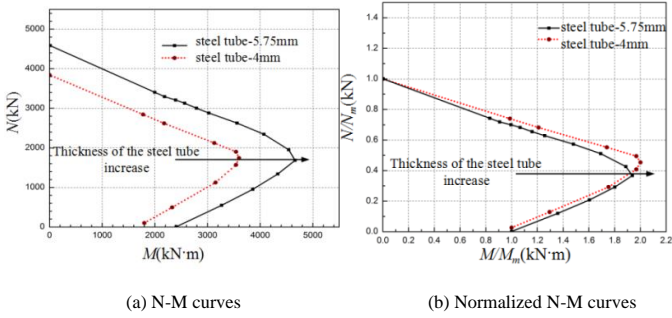 5000
4000
3000
2000
1000
0
N(kN)
steel tube-5.75mm
steel tube-4mm
Thickness of the steel tube
increase
0 1000 2000 3000 4000 5000
M(kN·m)
(a) N-M curves
1.4
1.2
1.0
0.8
0.6
0.4
0.2
0.0
N/Nm(kN)
steel tube-5.75mm
steel tube-4mm
Thickness of the steel tube
increase
0.0 0.2 0.4 0.6 0.8 1.0 1.2 1.4 1.6 1.8 2.0 2.2
M/Mm(kN·m)
(b) Normalized N-M curves